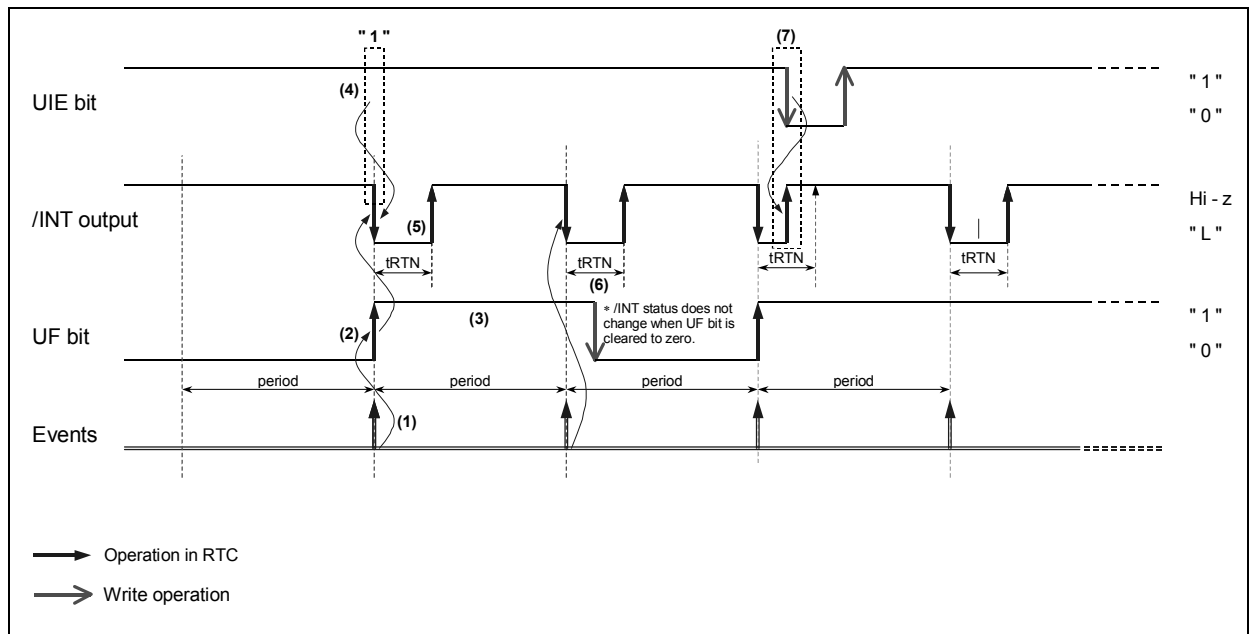 " 1 "
(7)
(4)
UIE bit
" 1 "
" 0 "
/INT output
(5)
Hi - z
" L "
tRTN
tRTN
tRTN
tRTN
(6)
* /INT status does not
change when UF bit is
cleared to zero.
(2)
(3)
UF bit
" 1 "
" 0 "
period
period
period
period
(1)
Events
Operation in RTC
Write operation